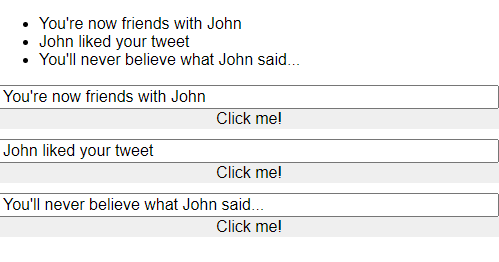 You're now friends with John
John liked your tweet
You'll never believe what John said...
You're now friends with John
Click me!
John liked your tweet
Click me!
You'll never believe what John said...
Click me!